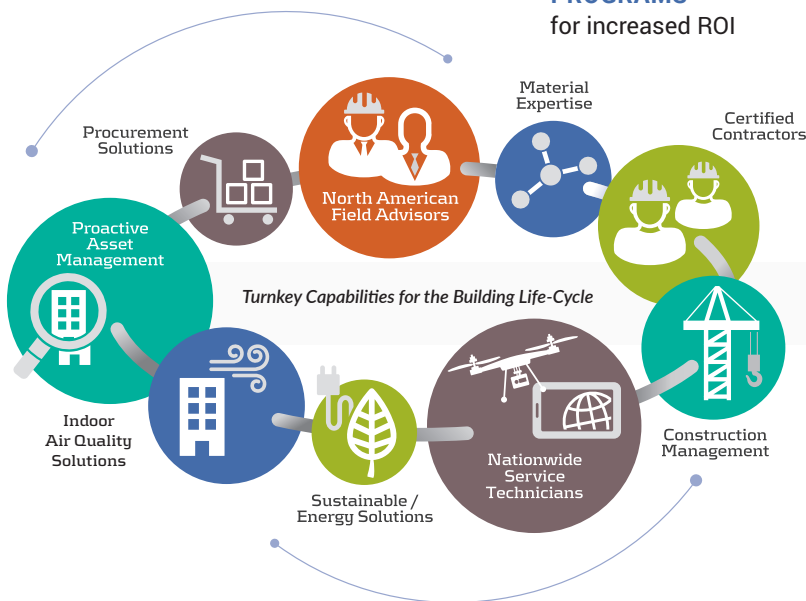 PROGRAMS
for increased ROI
Material
Expertise
Certified
Contractors
Procurement
Solutions
North American
Field Advisors
Proactive
Asset
Management
Turnkey Capabilities for the Building Life-Cycle
Indoor
Air Quality
Solutions
Sustainable /
Energy Solutions
Nationwide
Service
Technicians
Construction
Management